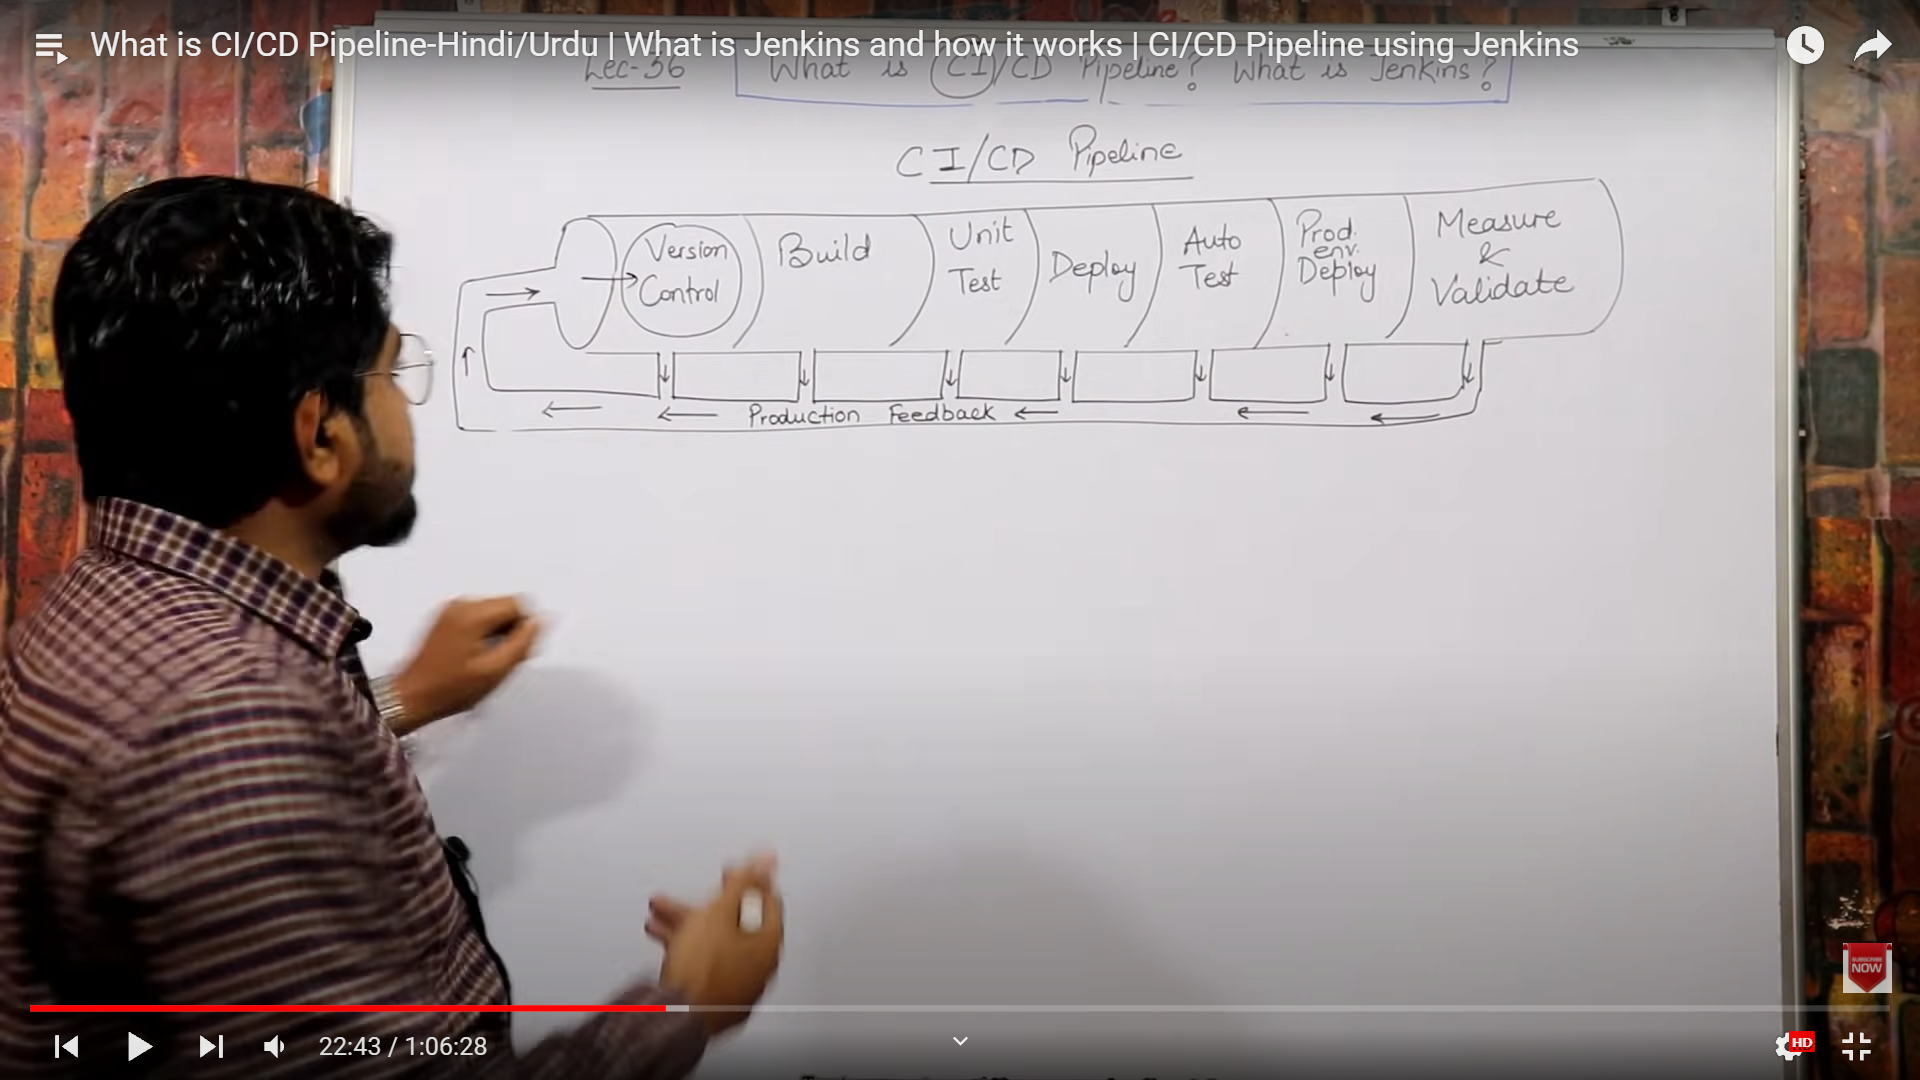 What is CI/CD Pipeline-Hindi/Urdu | What is Jenkins and how it works | CI/CD Pipeline using Jenkins
Lec-56 What is CI/CD Pipeline? What is Jenkins?
CI/CD Pipeline
Version Control
Build
Unit Test
Deploy
Auto Test
Prod. env. Deploy
Measure & Validate
Production Feedback
SUBSCRIBE
NOW
22:43 / 1:06:28
HD